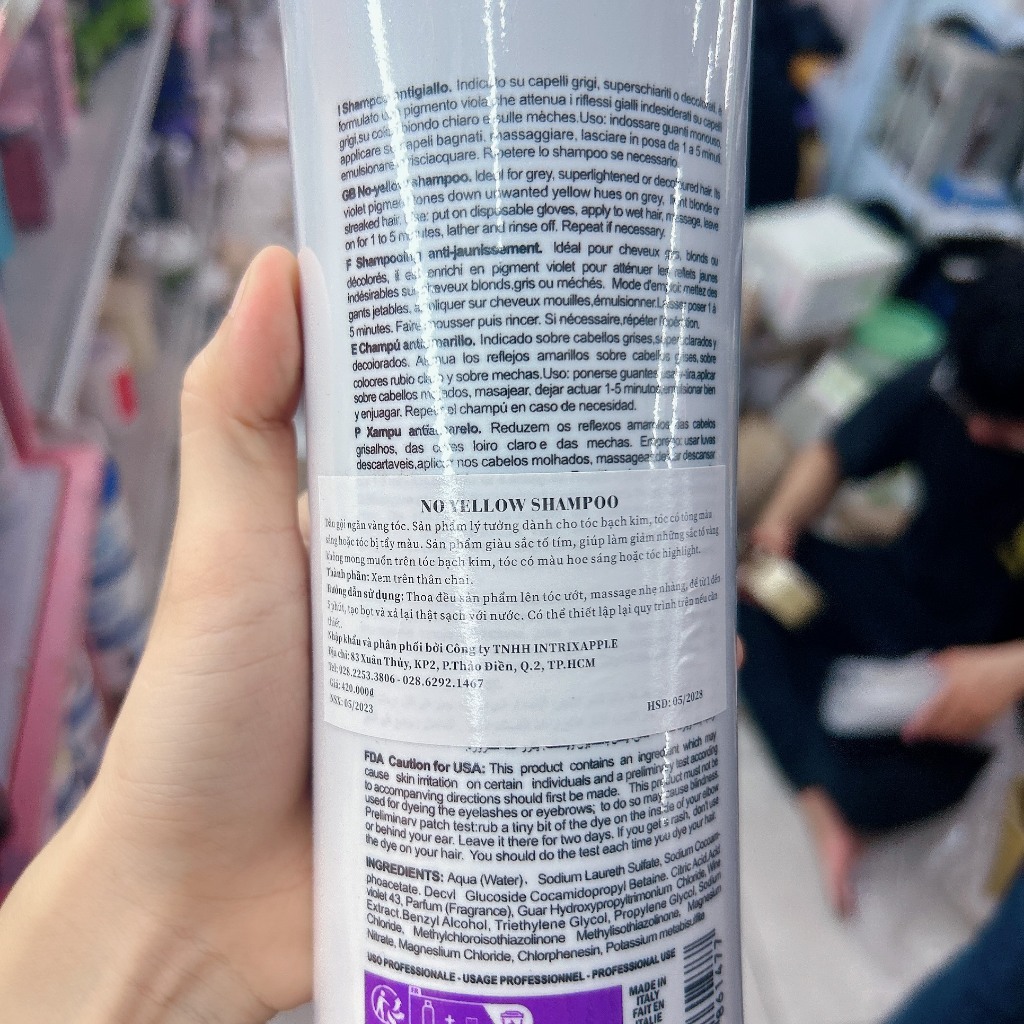 I Shampoo antigiallo. Indicato su capelli grigi, superschiariti o decolorati,
formulato pigmento viola che attenua i riflessi gialli indesiderati su capelli
grigi,su biondo chiaro e sulle mèches.Uso: indossare guanti monouso,
applicare su capeli bagnati, massaggiare, lasciare in posa da 1 a 5 minuti
emulsionare risciacquare. Repetere lo shampoo se necessario.
GB No-yellow shampoo. Ideal for grey, superlightened or decoloured hair. Its
violet pigment tones down unwanted yellow hues on grey, light blonde or
streaked hair. Use: put on disposable gloves, apply to wet hair, massage, leave
on for 1 to 5 minutes, lather and rinse off. Repeat if necessary.
F Shampooing anti-jaunissement. Idéal pour cheveux gris, blonds ou
décolorés, il est enrichi en pigment violet pour atténuer les reflets jaunes
indésirables sur cheveux blonds,gris ou méchés. Mode d'emploi: mettez des
gants jetables, appliquer sur cheveux mouilles,émulsionner.Laisser poser 1 à
5 minutes. Faire mousser puis rincer. Si nécessaire,répéter l'opération.
E Champú antiamarillo. Indicado sobre cabellos grises,superclarados y
decolorados. Atenua los reflejos amarillos sobre cabellos grises, sobre
colores rubio claro y sobre mechas.Uso: ponerse guantes usa-tira,aplicar
sobre cabellos mojados, masajear, dejar actuar 1-5 minutos,emulsionar bien
y enjuagar. Repetir el champú en caso de necesidad.
P Xampu antiamarelo. Reduzem os reflexos amarelos das cabelos
grisalhos, das cores loiro claro e das mechas. Emprego: usar luvas
descartaveis,aplicar nos cabelos molhados, massagear, deixar descansar
NO YELLOW SHAMPOO
Dầu gội ngăn vàng tóc. Sản phẩm lý tưởng dành cho tóc bạch kim, tóc có tông màu
sáng hoặc tóc bị tẩy màu. Sản phẩm giàu sắc tố tím, giúp làm giảm những sắc tố vàng
không mong muốn trên tóc bạch kim, tóc có màu hoe sáng hoặc tóc highlight.
Thành phần: Xem trên thân chai.
Hướng dẫn sử dụng: Thoa đều sản phẩm lên tóc ướt, massage nhẹ nhàng, để từ 1 đến
5 phút, tạo bọt và xả lại thật sạch với nước. Có thể thiết lập lại quy trình trên nếu cần
thiết.
Nhập khẩu và phân phối bởi Công ty TNHH INTRIXAPPLE
Địa chỉ: 83 Xuân Thủy, KP2, P.Thảo Điền, Q.2, TP.HCM
Tel: 028.2253.3806 - 028.6292.1467
Giá: 420.000đ
NSX: 05/2023 HSD: 05/2028
FDA Caution for USA: This product contains an ingredient which may
cause skin irritation on certain individuals and a preliminary test according
to accompanying directions should first be made. This product must not be
used for dyeing the eyelashes or eyebrows; to do so may cause blindness.
Preliminary patch test:rub a tiny bit of the dye on the inside of your elbow
or behind your ear. Leave it there for two days. If you get a rash, don't use
the dye on your hair. You should do the test each time you dye your hair.
INGREDIENTS: Aqua (Water), Sodium Laureth Sulfate, Sodium Cocoam-
phoacetate, Decyl Glucoside Cocamidopropyl Betaine, Citric Acid, Acid
violet 43, Parfum (Fragrance), Guar Hydroxypropyltrimonium Chloride, Wine
Extract,Benzyl Alcohol, Triethylene Glycol, Propylene Glycol, Sodium
Chloride, Methylchloroisothiazolinone Methylisothiazolinone, Magnesium
Nitrate, Magnesium Chloride, Chlorphenesin, Potassium metabisulfite
USO PROFESSIONALE - USAGE PROFESSIONNEL - PROFESSIONAL USE
MADE IN
ITALY
FAIT EN
ITALIE
FR